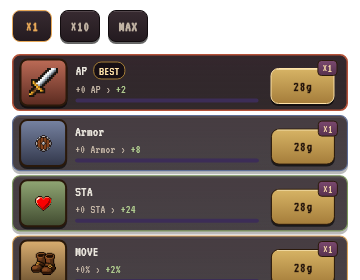 X1 X10 MAX
AP BEST
+0 AP > +2
X1
28g
Armor
+0 Armor > +8
X1
28g
STA
+0 STA > +24
X1
28g
MOVE
+0% > +2%
X1
28g